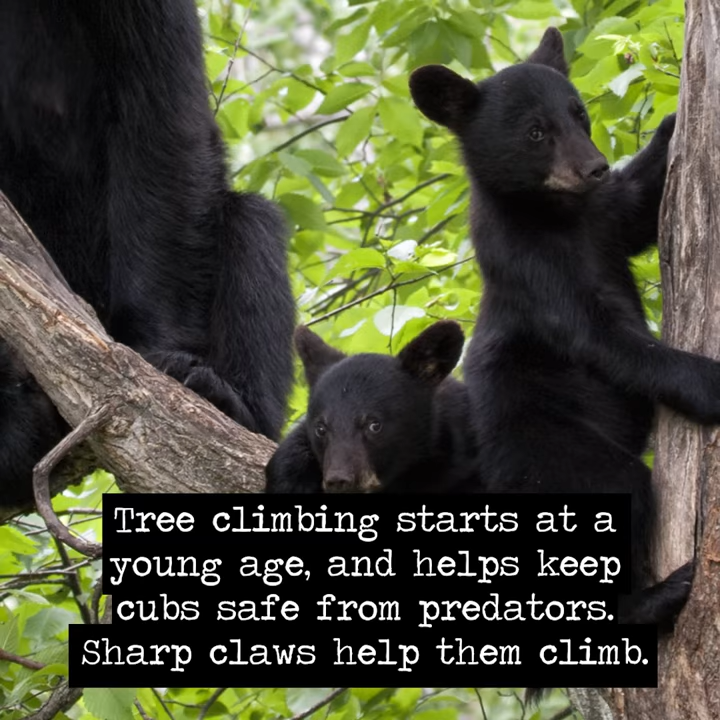 Tree climbing starts at a
young age, and helps keep
cubs safe from predators.
Sharp claws help them climb.